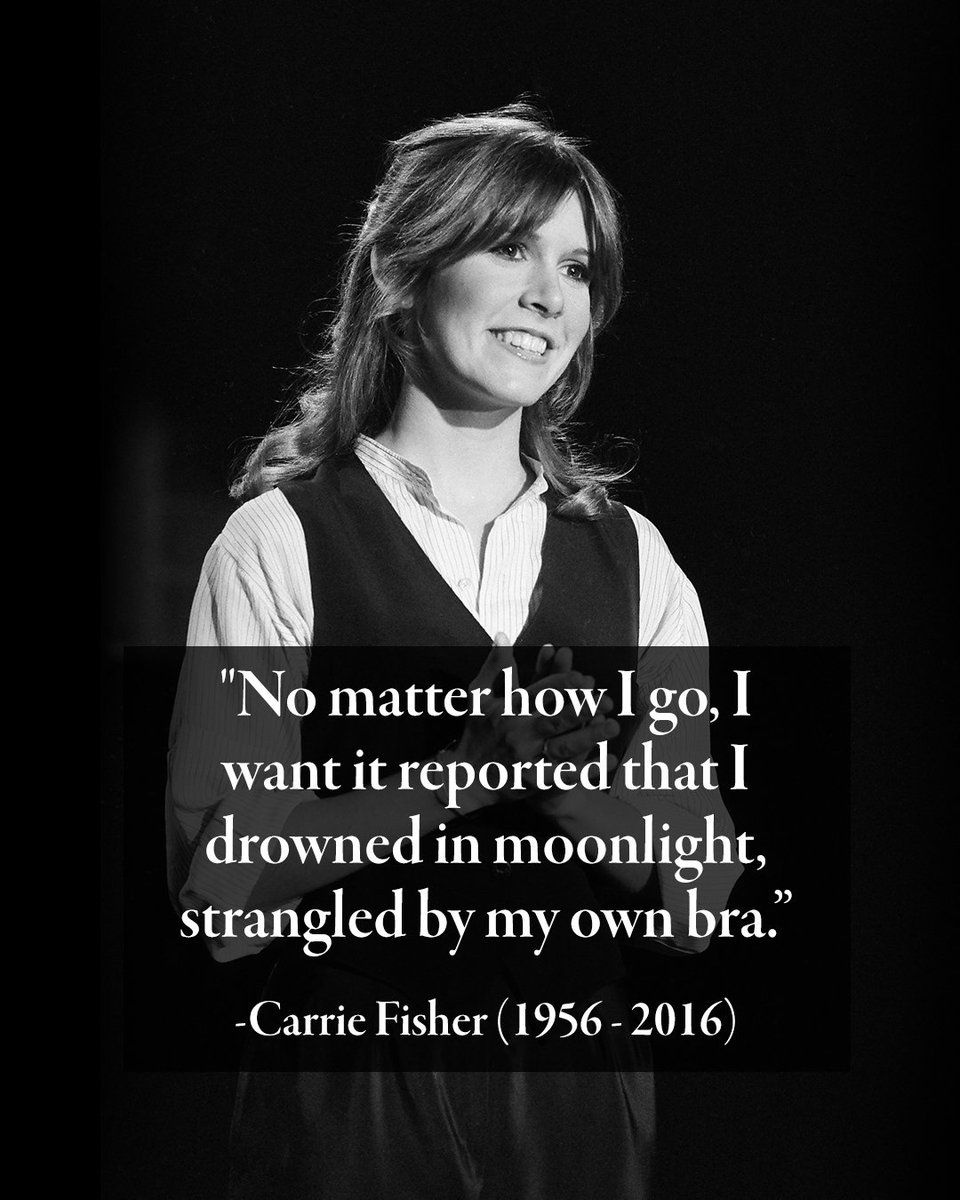 "No matter how I go, I
want it reported that I
drowned in moonlight,
strangled by my own bra.”
-Carrie Fisher (1956 - 2016)